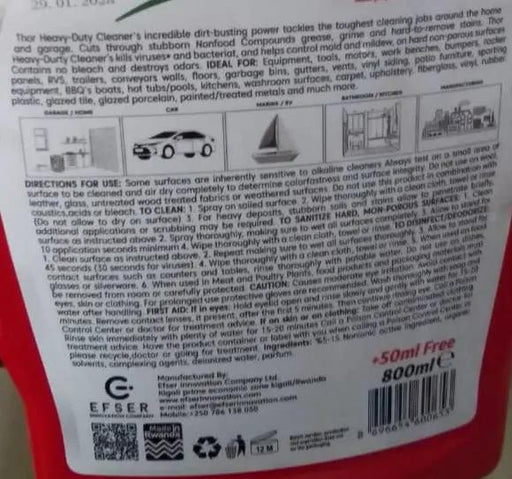 29. 01. 2024
Thor Heavy-Duty Cleaner's incredible dirt-busting power tackles the toughest cleaning jobs around the home
and garage. Cuts through stubborn Nonfood Compounds grease, grime and hard-to-remove stains. Thor
Heavy-Duty Cleaner's kills viruses+ and bacteriat, and helps control mold and mildew, on hard non-porous surfaces
Contains no bleach and destroys odors. IDEAL FOR: Equipment, tools, motors, work benches, bumpers, trailer
panels, RVS, trailers, conveyors walls, floors, garbage bins, gutters, vents, vinyl siding, patio furniture, sporting
equipment, BBQ's boats, hot tubs/pools, kitchens, washroom surfaces, carpet, upholstery, fiberglass, vinyl, rubber
plastic, glazed tile, glazed porcelain, painted/treated metals and much more.
GARAGE / HOME CAR MARINE / RV BATHROOM / KITCHEN MANUFACTURING
DIRECTIONS FOR USE: Some surfaces are inherently sensitive to alkaline cleaners Always test on a small area of
surface to be cleaned and air dry completely to determine colorfastness and surface integrity. Do not use on
leather, glass, untreated wood treated fabrics or weathered surfaces. Do not use this product in combination with
caustics,acids or bleach. TO CLEAN: 1. Spray on soiled surface 2. Wipe thoroughly with a clean cloth, towel or rinse
(Do not allow to dry on surface) 3. For heavy deposits, stubborn soils and stains allow to penetrate briefly
additional applications or scrubbing may be required. TO SANITIZE HARD, NON-POROUS SURFACES: 1. Clean
surface as instructed above 2. Spray thoroughly, making sure to wet all surfaces completely. 3. Allow to stand for
10 application seconds minimum 4. Wipe thoroughly with a clean cloth, towel or rinse. TO DISINFECT/DEODORIZE:
1. Clean surface as instructed above, 2. Repeat making sure to wet all surfaces thoroughly 3. Allow to stand
45 seconds (30 seconds for viruses) 4. Wipe thoroughly with a clean cloth, towel or rinse. 5. When used on food
contact surfaces such as counters and tables, rinse thoroughly with potable water. Do not use on dishes,
glasses or silverware. 6. When used in Meat and Poultry Plants, food products and packaging materials must
be removed from room or carefully protected. CAUTION: Causes moderate eye irritation. Avoid contact with
eyes, skin or clothing. For prolonged use protective gloves are recommended. Wash thoroughly with soap and
water after handling. FIRST AID: If in eyes: Hold eyelid open and rinse slowly and gently with water for 15-20
minutes. Remove contact lenses, if present, after the first 5 minutes. Then continue rinsing eye. Call a Poison
Control Center or doctor for treatment advice. If on skin or on clothing: Take off contaminated clothing
Rinse skin immediately with plenty of water for 15-20 minutes Call a Poison Control Center or doctor for
treatment advice. Have the product container or label with you when calling a Poison Control Center
please recycle,doctor or going for treatment. Ingredients: %5-15 Nonionic active ingredient, organic
solvents, complexing agents, deionized water, parfum.
+50ml Free
800ml℮
EFSER
INNOVATION COMPANY
Manufactured By:
Efser Innovation Company Ltd.
Kigali prime economic zone kigali/Rwanda
www.efserinnovation.com
e-mail: efser@efserinnovation.com
Mobile:+250 786 138 050
Made in
Rwanda
12 M
8 696654 600653